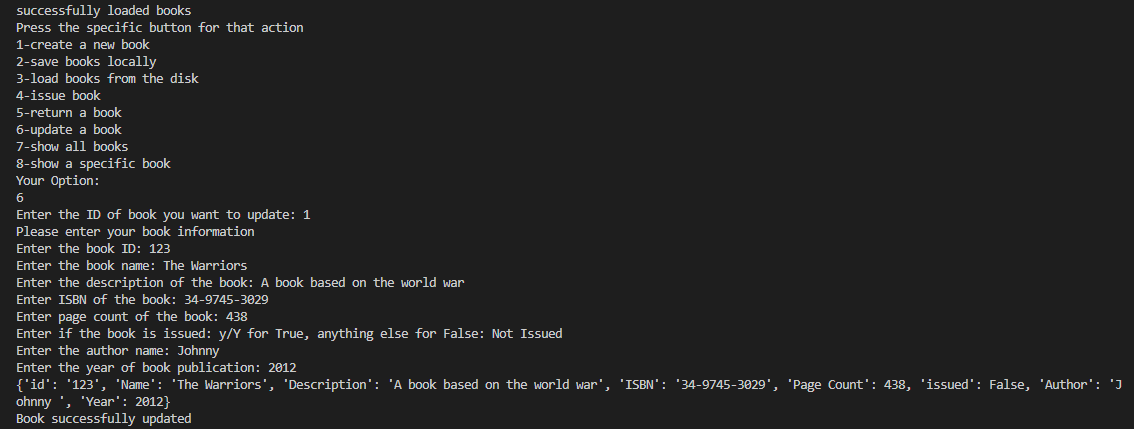 successfully loaded books
Press the specific button for that action
1-create a new book
2-save books locally
3-load books from the disk
4-issue book
5-return a book
6-update a book
7-show all books
8-show a specific book
Your Option:
6
Enter the ID of book you want to update: 1
Please enter your book information
Enter the book ID: 123
Enter the book name: The Warriors
Enter the description of the book: A book based on the world war
Enter ISBN of the book: 34-9745-3029
Enter page count of the book: 438
Enter if the book is issued: y/Y for True, anything else for False: Not Issued
Enter the author name: Johnny
Enter the year of book publication: 2012
{'id': '123', 'Name': 'The Warriors', 'Description': 'A book based on the world war', 'ISBN': '34-9745-3029', 'Page Count': 438, 'issued': False, 'Author': 'J
ohnny ', 'Year': 2012}
Book successfully updated